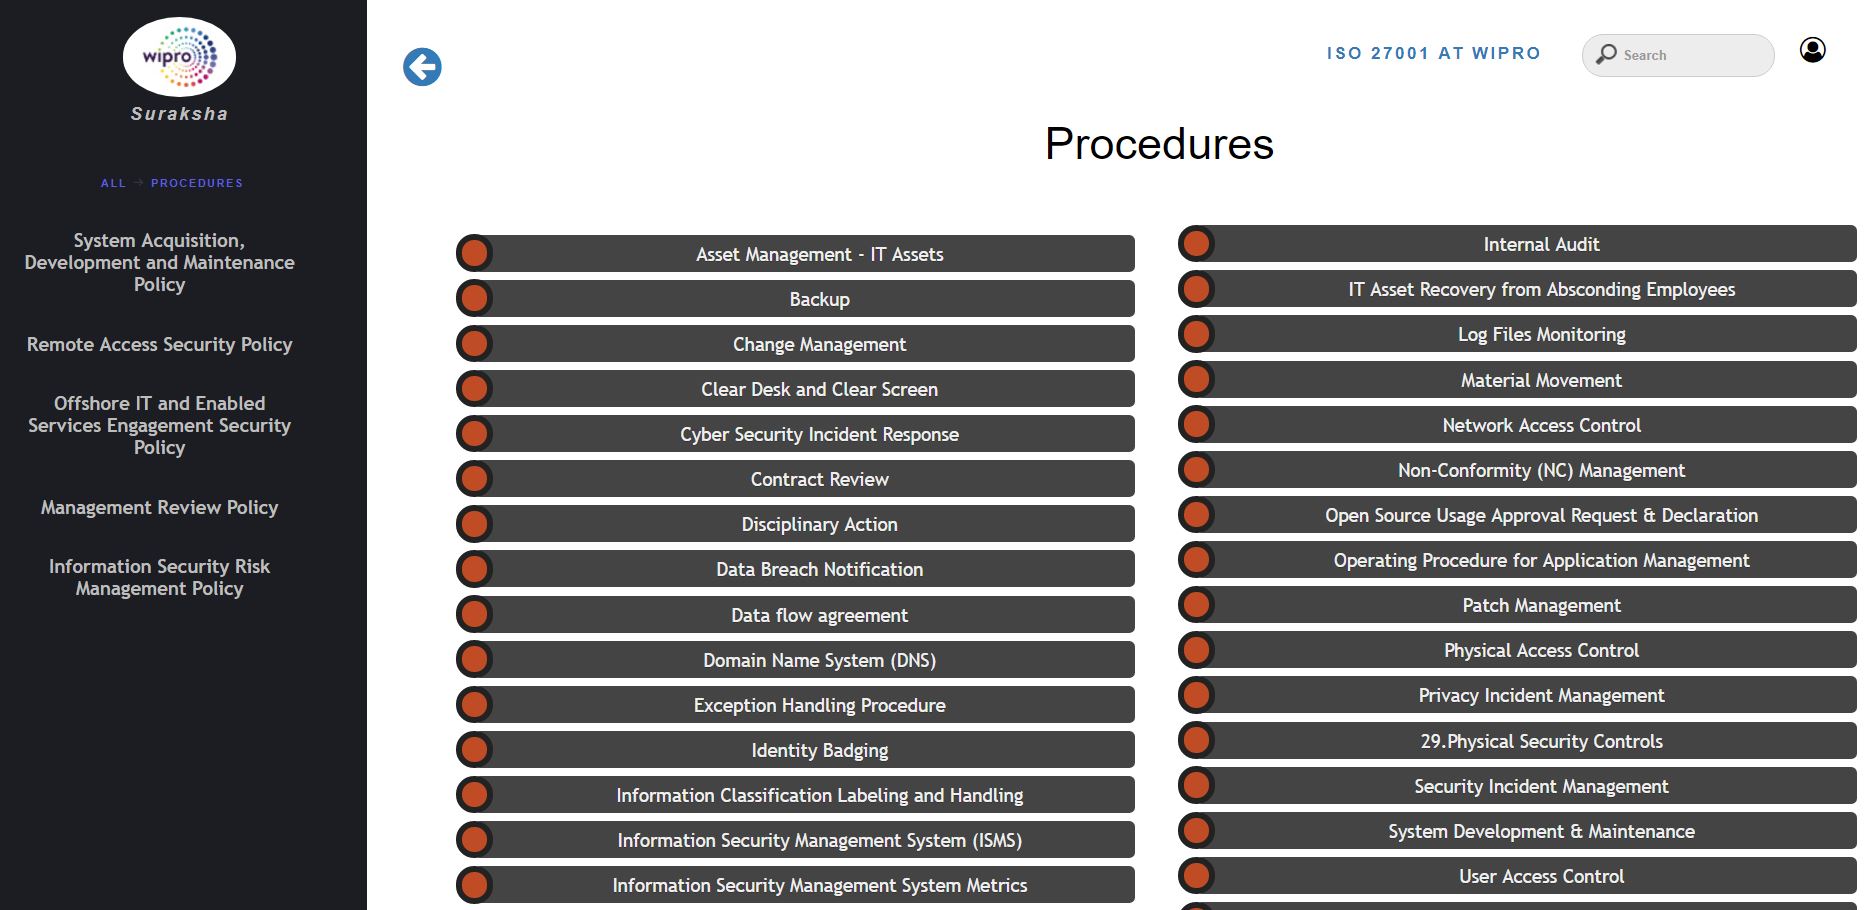 wipro
Suraksha
ALL → PROCEDURES
System Acquisition,
Development and Maintenance
Policy
Remote Access Security Policy
Offshore IT and Enabled
Services Engagement Security
Policy
Management Review Policy
Information Security Risk
Management Policy
ISO 27001 AT WIPRO
Search
Procedures
Asset Management - IT Assets
Backup
Change Management
Clear Desk and Clear Screen
Cyber Security Incident Response
Contract Review
Disciplinary Action
Data Breach Notification
Data flow agreement
Domain Name System (DNS)
Exception Handling Procedure
Identity Badging
Information Classification Labeling and Handling
Information Security Management System (ISMS)
Information Security Management System Metrics
Internal Audit
IT Asset Recovery from Absconding Employees
Log Files Monitoring
Material Movement
Network Access Control
Non-Conformity (NC) Management
Open Source Usage Approval Request & Declaration
Operating Procedure for Application Management
Patch Management
Physical Access Control
Privacy Incident Management
29.Physical Security Controls
Security Incident Management
System Development & Maintenance
User Access Control